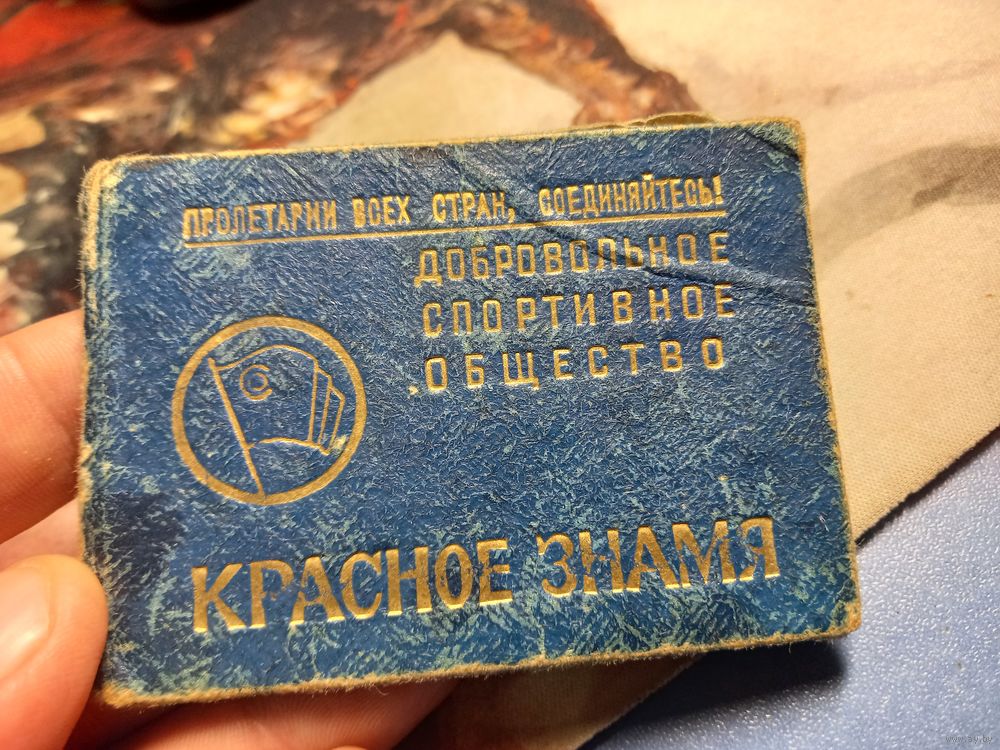 ПРОЛЕТАРИИ ВСЕХ СТРАН, СОЕДИНЯЙТЕСЬ!
ДОБРОВОЛЬНОЕ
СПОРТИВНОЕ
ОБЩЕСТВО
КРАСНОЕ ЗНАМЯ